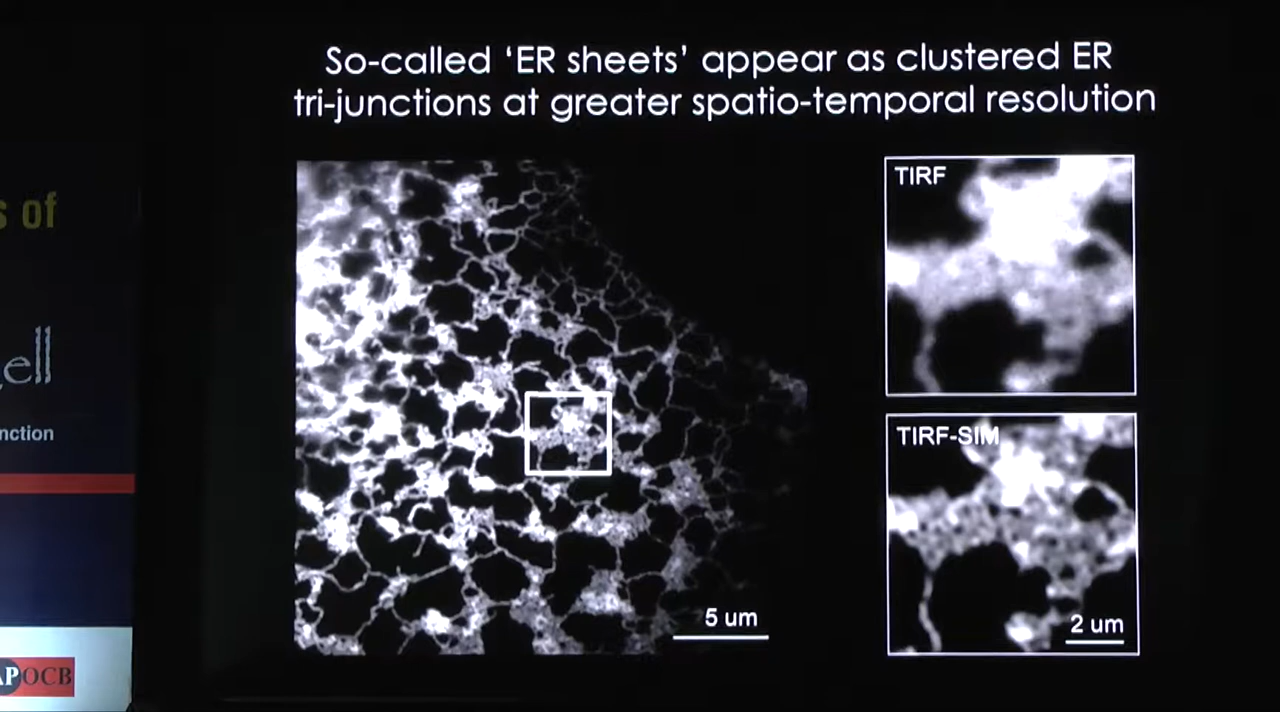 So-called ‘ER sheets’ appear as clustered ER
tri-junctions at greater spatio-temporal resolution
TIRF
TIRF-SIM
5 um
2 um
s of
ell
nction
APOCB